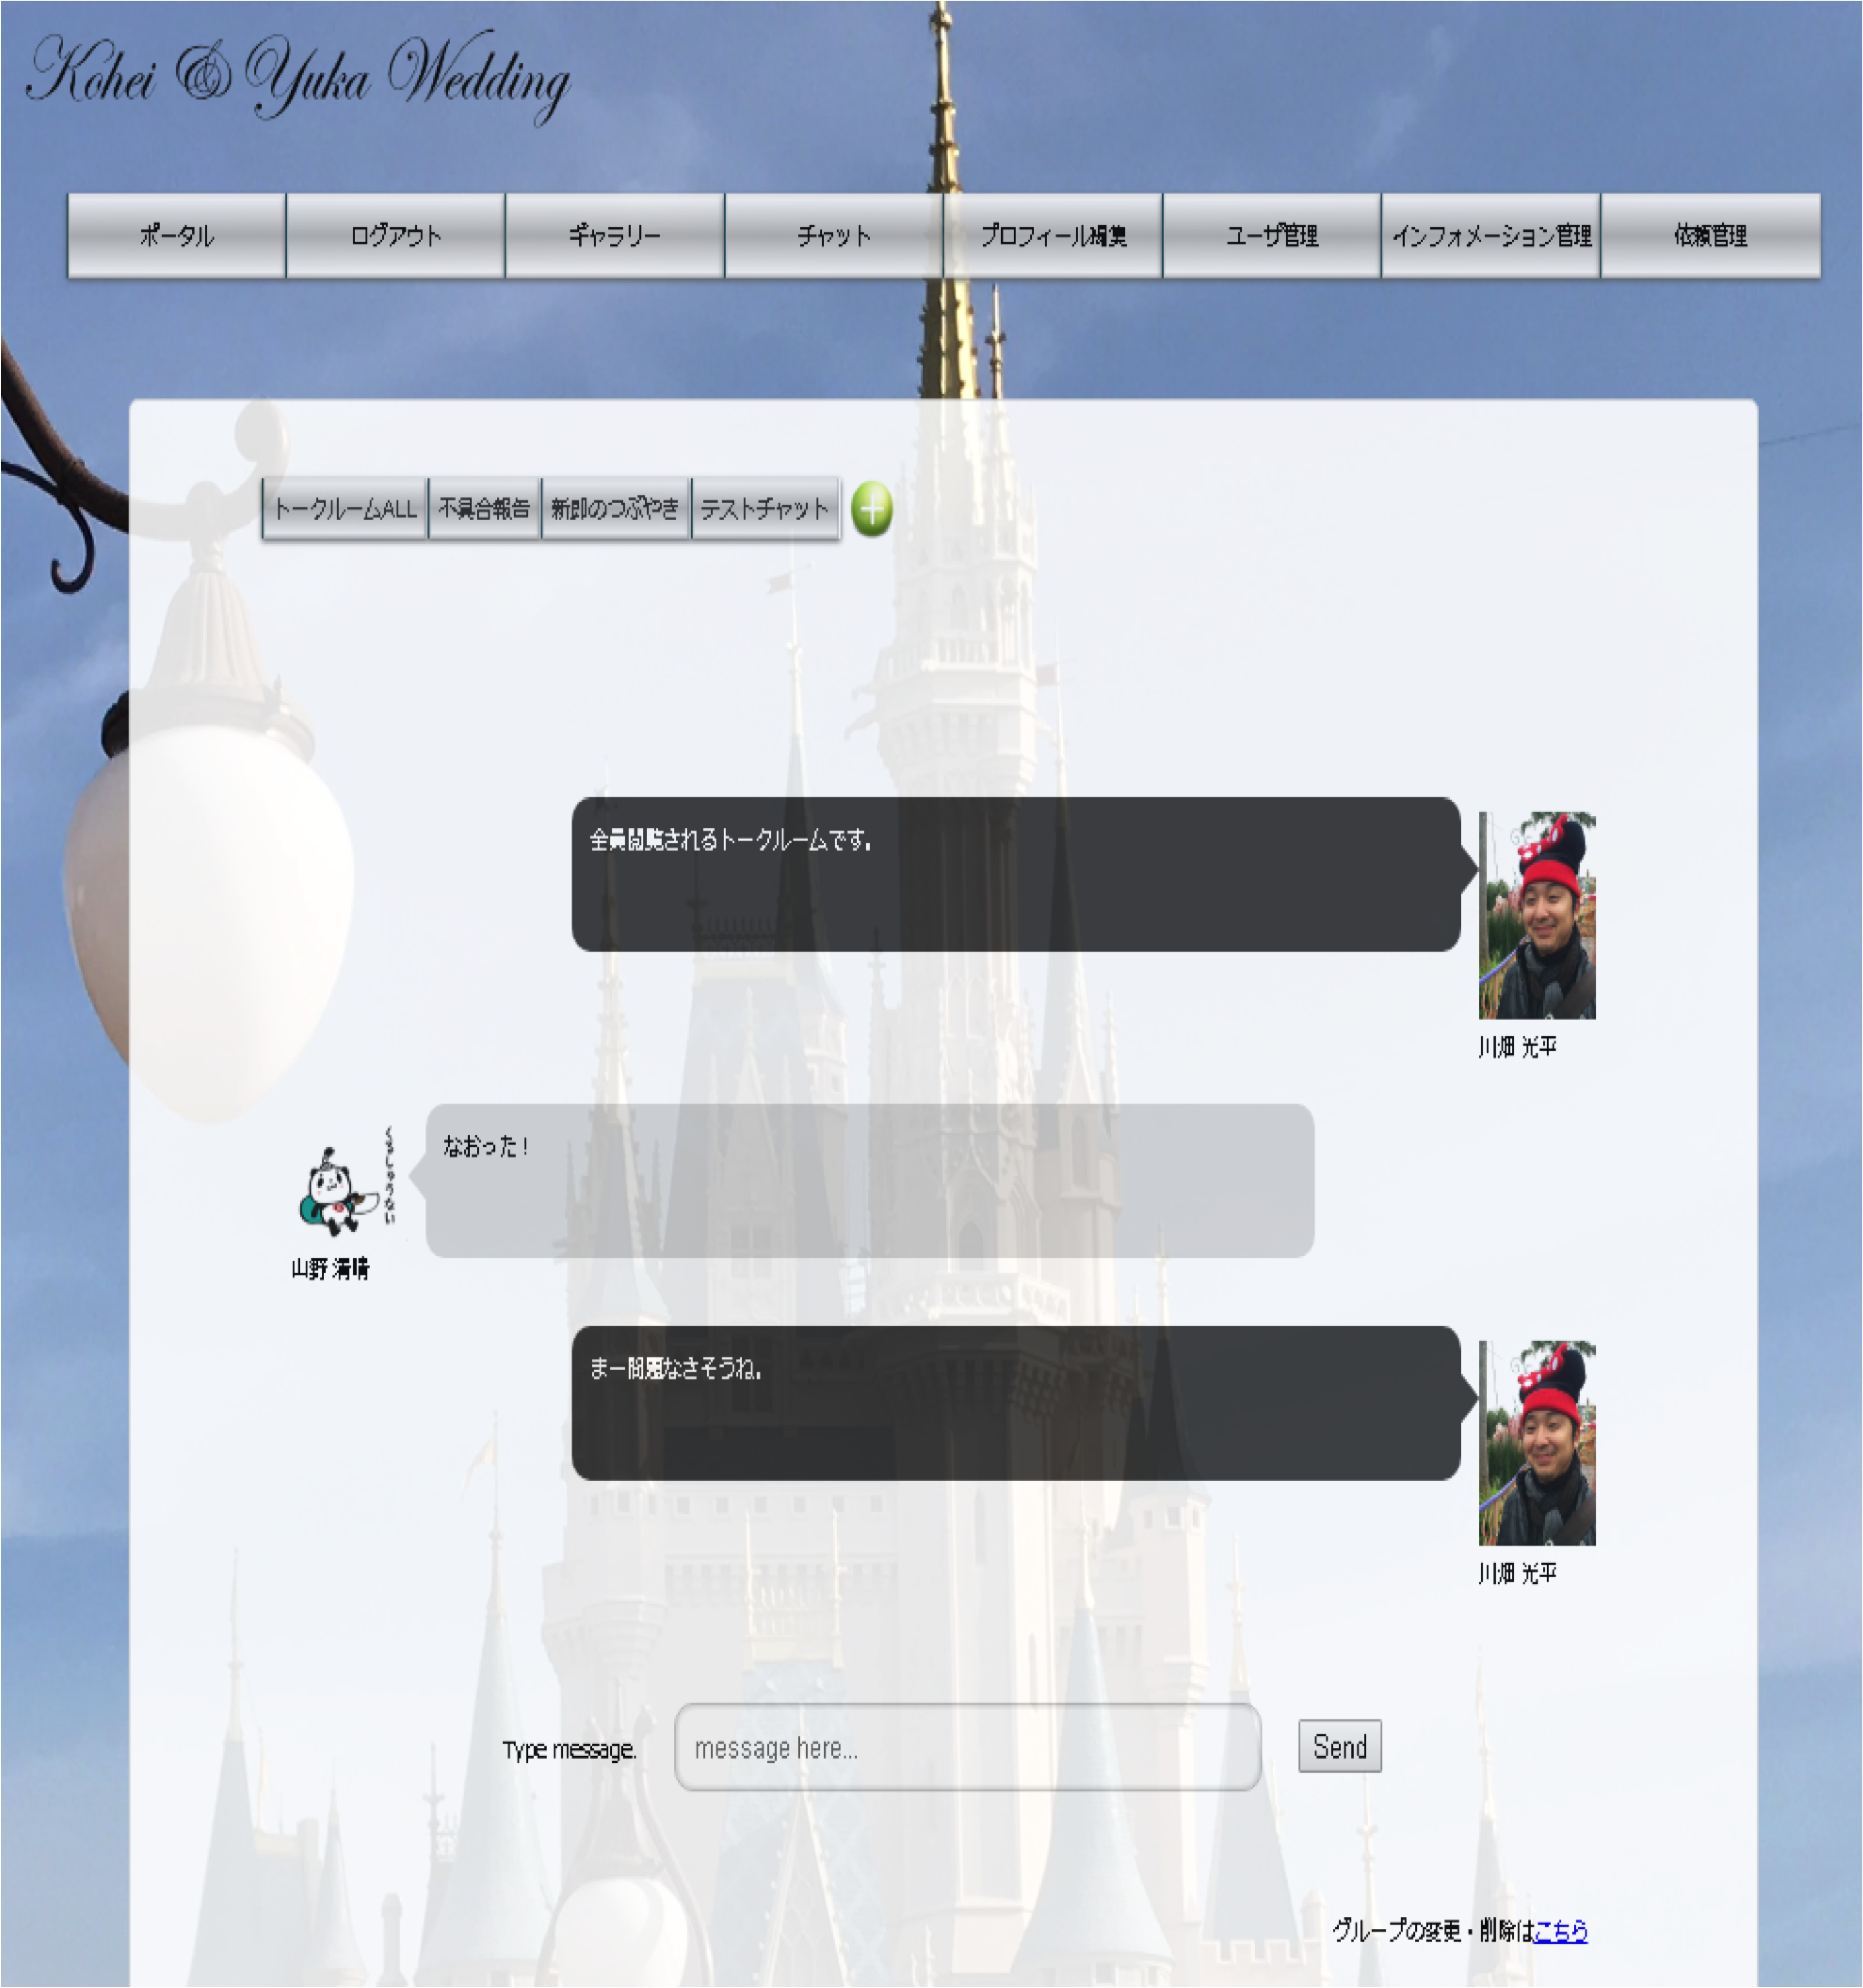 Kohei & Yuka Wedding
ポータル ログアウト ギャラリー チャット プロフィール編集 ユーザ管理 インフォメーション管理 依頼管理
トークルームALL 不具合報告 新郎のつぶやき テストチャット
全員閲覧されるトークルームです。
川畑 光平
なおった！
くるしゅうない
山野 清晴
まー問題なさそうね。
川畑 光平
Type message. message here... Send
グループの変更・削除はこちら